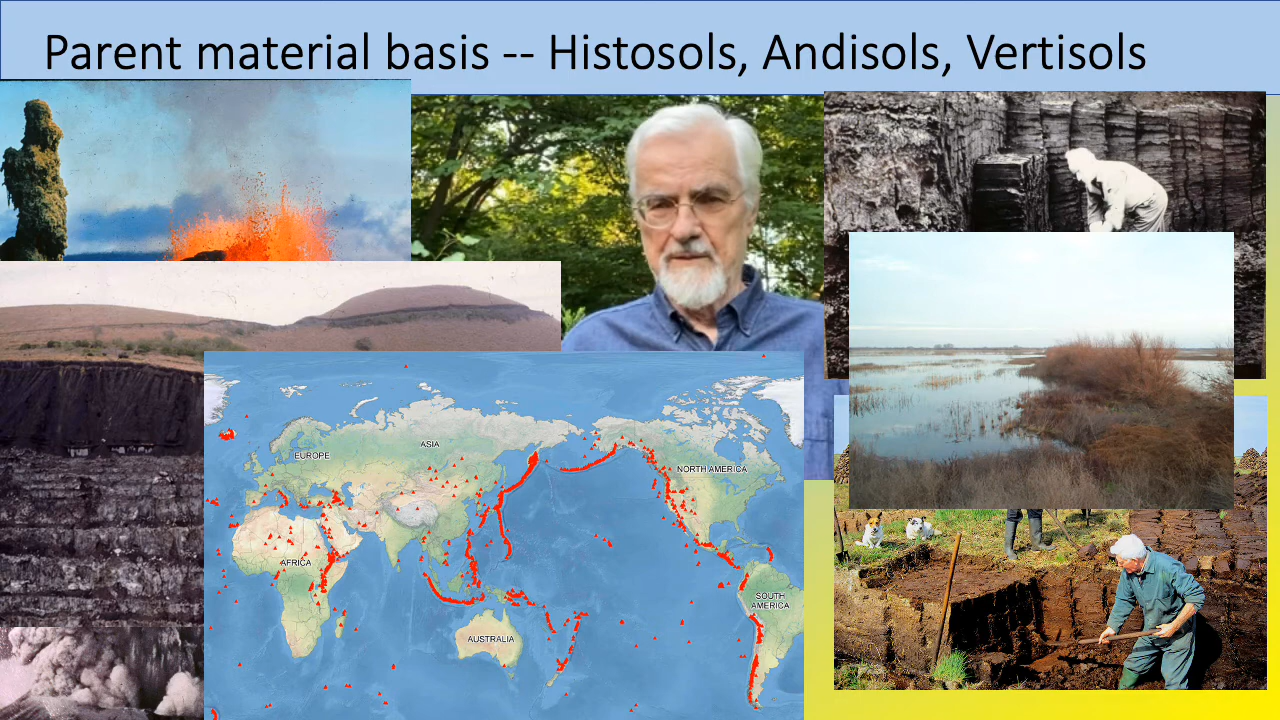 Parent material basis -- Histosols, Andisols, Vertisols
ASIA
EUROPE
NORTH AMERICA
AFRICA
SOUTH
AMERICA
AUSTRALIA